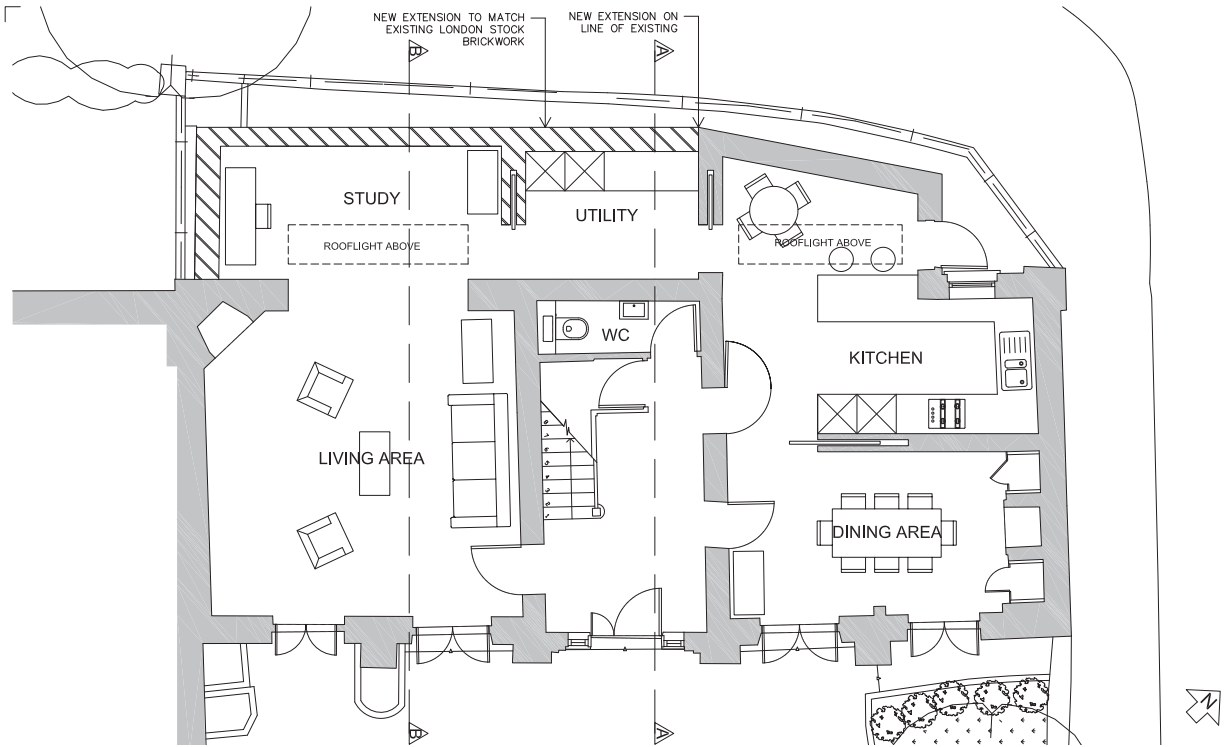 NEW EXTENSION TO MATCH
EXISTING LONDON STOCK
BRICKWORK
NEW EXTENSION ON
LINE OF EXISTING
B
A
STUDY
UTILITY
ROOFLIGHT ABOVE
ROOFLIGHT ABOVE
WC
KITCHEN
LIVING AREA
DINING AREA
N
B
A